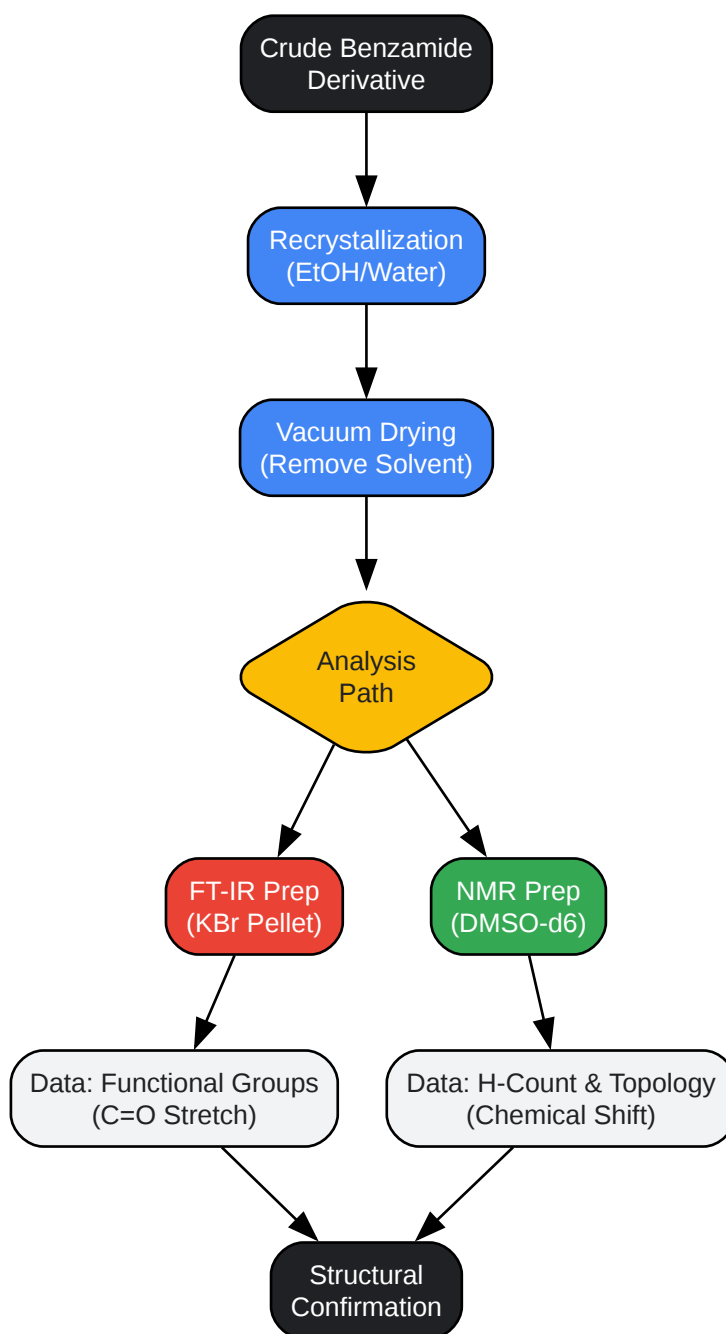 Crude Benzamide
Derivative
Recrystallization
(EtOH/Water)
Vacuum Drying
(Remove Solvent)
Analysis
Path
FT-IR Prep
(KBr Pellet)
NMR Prep
(DMSO-d6)
Data: Functional Groups
(C=O Stretch)
Data: H-Count & Topology
(Chemical Shift)
Structural
Confirmation